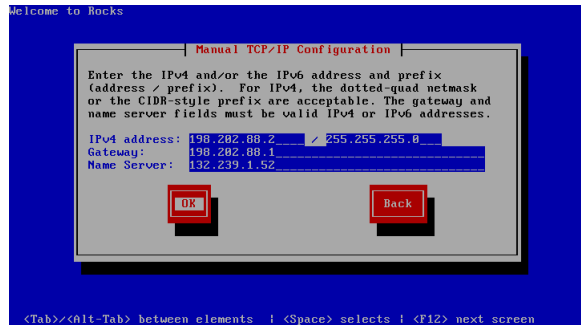 Welcome to Rocks
Manual TCP/IP Configuration
Enter the IPv4 and/or the IPv6 address and prefix
(address / prefix). For IPv4, the dotted-quad netmask
or the CIDR-style prefix are acceptable. The gateway and
name server fields must be valid IPv4 or IPv6 addresses.
IPv4 address: 198.202.88.2____ / 255.255.255.0___
Gateway: 198.202.88.1
Name Server: 132.239.1.52
OK Back
<Tab>/<Alt-Tab> between elements | <Space> selects | <F12> next screen